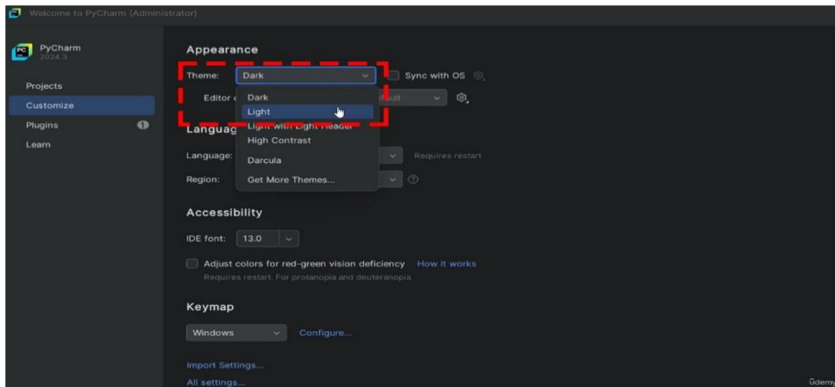 Welcome to PyCharm (Administrator)
PyCharm
2024.3
Projects
Customize
Plugins 1
Learn
Appearance
Theme: Dark Sync with OS
Editor
Dark
Light
Light with Light Header
High Contrast
Darcula
Get More Themes...
Language: Requires restart
Region:
Accessibility
IDE font: 13.0
Adjust colors for red-green vision deficiency How it works
Requires restart. For protanopia and deuteranopia
Keymap
Windows Configure...
Import Settings...
All settings...
Udemy